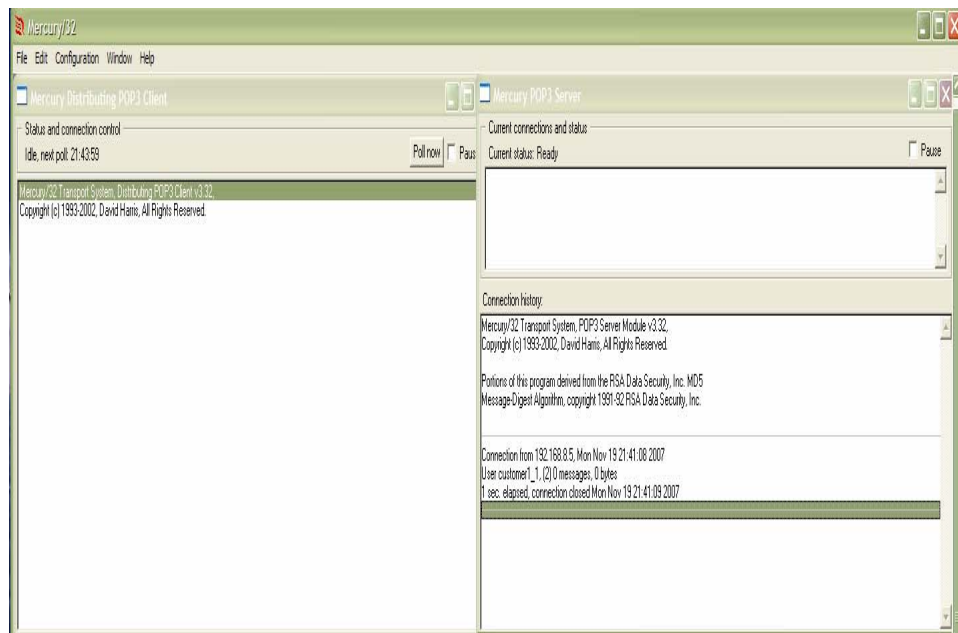 Mercury/32
File Edit Configuration Window Help
Mercury Distributing POP3 Client
Status and connection control
Idle, next poll: 21:43:59
Poll now
Paus
Mercury/32 Transport System, Distributing POP3 Client v3.32,
Copyright (c) 1993-2002, David Harris, All Rights Reserved.
Mercury POP3 Server
Current connections and status
Current status: Ready
Pause
Connection history:
Mercury/32 Transport System, POP3 Server Module v3.32,
Copyright (c) 1993-2002, David Harris, All Rights Reserved.
Portions of this program derived from the RSA Data Security, Inc. MD5
Message-Digest Algorithm, copyright 1991-92 RSA Data Security, Inc.
Connection from 192.168.8.5, Mon Nov 19 21:41:08 2007
User customer1_1, (2) 0 messages, 0 bytes
1 sec. elapsed, connection closed Mon Nov 19 21:41:09 2007